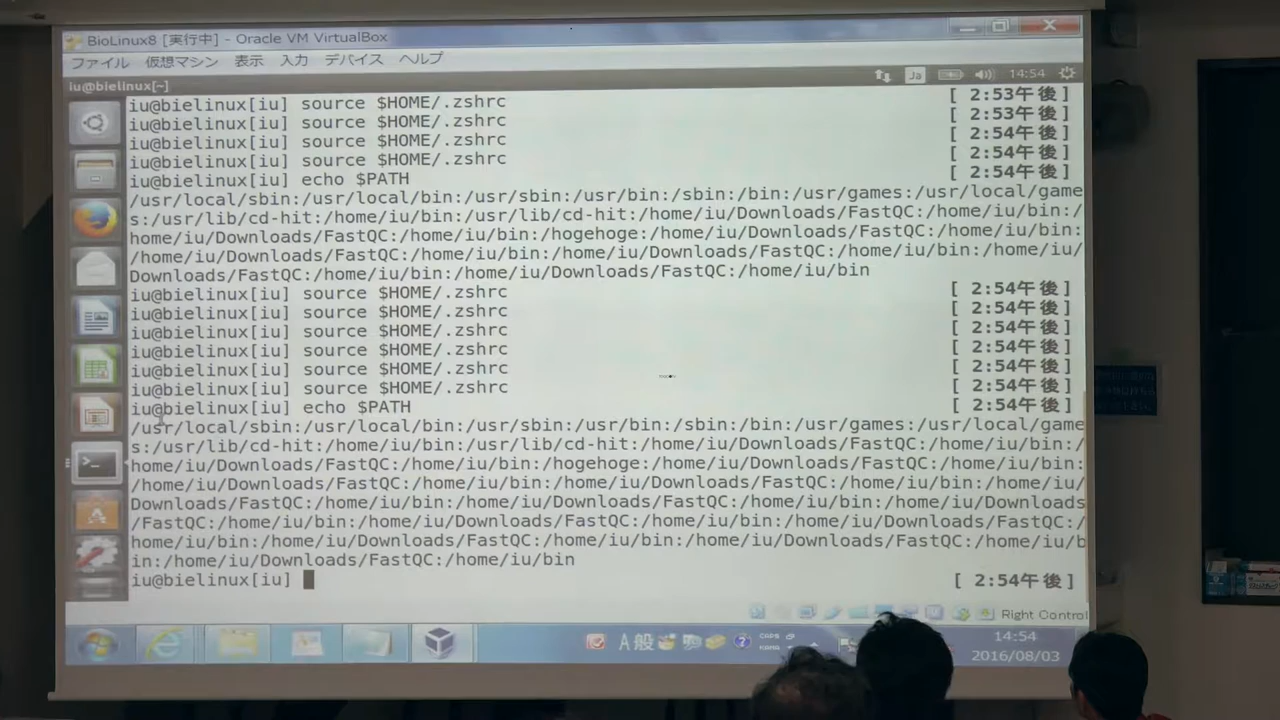 BioLinux8 [実行中] - Oracle VM VirtualBox
ファイル 仮想マシン 表示 入力 デバイス ヘルプ
iu@bielinux[~]
Ja
14:54
iu@bielinux[iu] source $HOME/.zshrc [ 2:53午後]
iu@bielinux[iu] source $HOME/.zshrc [ 2:53午後]
iu@bielinux[iu] source $HOME/.zshrc [ 2:54午後]
iu@bielinux[iu] source $HOME/.zshrc [ 2:54午後]
iu@bielinux[iu] echo $PATH [ 2:54午後]
/usr/local/sbin:/usr/local/bin:/usr/sbin:/usr/bin:/sbin:/bin:/usr/games:/usr/local/game
s:/usr/lib/cd-hit:/home/iu/bin:/usr/lib/cd-hit:/home/iu/Downloads/FastQC:/home/iu/bin:/
home/iu/Downloads/FastQC:/home/iu/bin:/hogehoge:/home/iu/Downloads/FastQC:/home/iu/bin:
/home/iu/Downloads/FastQC:/home/iu/bin:/home/iu/Downloads/FastQC:/home/iu/bin:/home/iu/
Downloads/FastQC:/home/iu/bin:/home/iu/Downloads/FastQC:/home/iu/bin
iu@bielinux[iu] source $HOME/.zshrc [ 2:54午後]
iu@bielinux[iu] source $HOME/.zshrc [ 2:54午後]
iu@bielinux[iu] source $HOME/.zshrc [ 2:54午後]
iu@bielinux[iu] source $HOME/.zshrc [ 2:54午後]
iu@bielinux[iu] source $HOME/.zshrc [ 2:54午後]
iu@bielinux[iu] source $HOME/.zshrc [ 2:54午後]
iu@bielinux[iu] echo $PATH [ 2:54午後]
/usr/local/sbin:/usr/local/bin:/usr/sbin:/usr/bin:/sbin:/bin:/usr/games:/usr/local/game
s:/usr/lib/cd-hit:/home/iu/bin:/usr/lib/cd-hit:/home/iu/Downloads/FastQC:/home/iu/bin:/
home/iu/Downloads/FastQC:/home/iu/bin:/hogehoge:/home/iu/Downloads/FastQC:/home/iu/bin:
/home/iu/Downloads/FastQC:/home/iu/bin:/home/iu/Downloads/FastQC:/home/iu/bin:/home/iu/
Downloads/FastQC:/home/iu/bin:/home/iu/Downloads/FastQC:/home/iu/bin:/home/iu/Downloads
/FastQC:/home/iu/bin:/home/iu/Downloads/FastQC:/home/iu/bin:/home/iu/Downloads/FastQC:/
home/iu/bin:/home/iu/Downloads/FastQC:/home/iu/bin:/home/iu/Downloads/FastQC:/home/iu/b
in:/home/iu/Downloads/FastQC:/home/iu/bin
iu@bielinux[iu] [ 2:54午後]
Right Control
A般
CAPS
KANA
14:54
2016/08/03